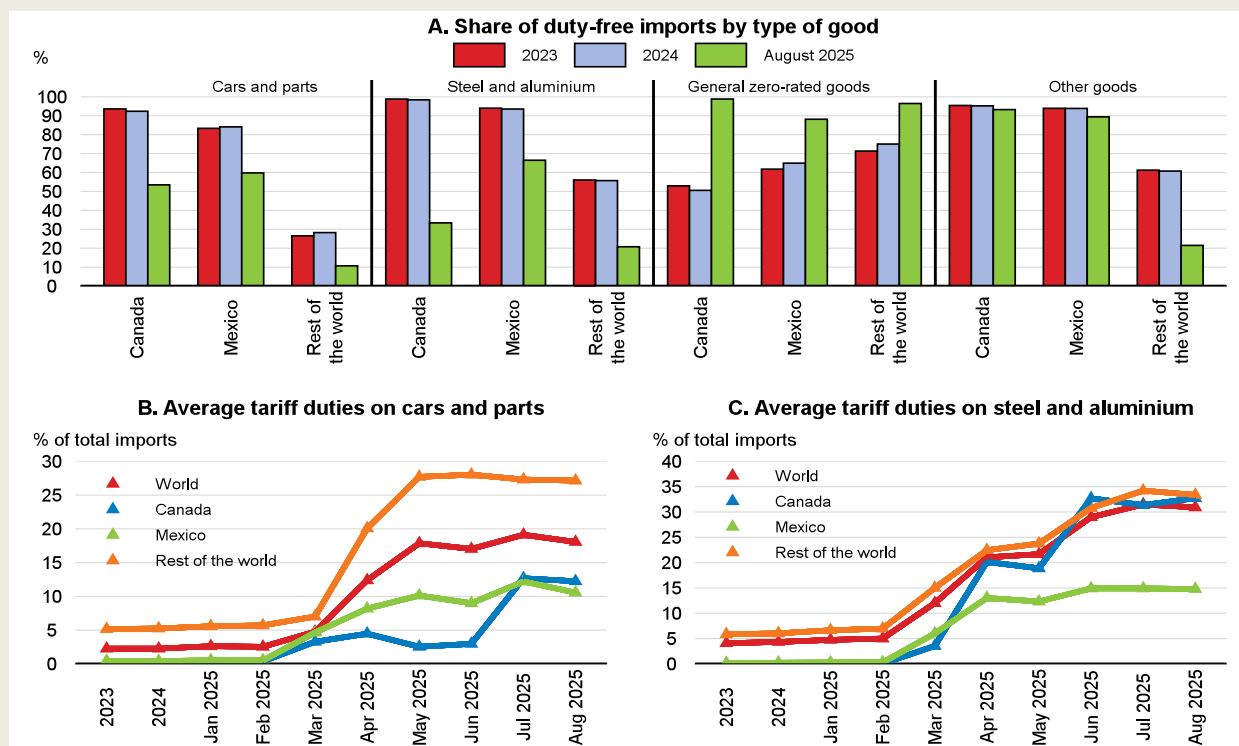 A. Share of duty-free imports by type of good
2023 2024 August 2025
%
Cars and parts Steel and aluminium General zero-rated goods Other goods
100
90
80
70
60
50
40
30
20
10
0
Canada
Mexico
Rest of
the world
Canada
Mexico
Rest of
the world
Canada
Mexico
Rest of
the world
Canada
Mexico
Rest of
the world
B. Average tariff duties on cars and parts
% of total imports
30
25
20
15
10
5
0
World
Canada
Mexico
Rest of the world
2023
2024
Jan 2025
Feb 2025
Mar 2025
Apr 2025
May 2025
Jun 2025
Jul 2025
Aug 2025
C. Average tariff duties on steel and aluminium
% of total imports
40
35
30
25
20
15
10
5
0
World
Canada
Mexico
Rest of the world
2023
2024
Jan 2025
Feb 2025
Mar 2025
Apr 2025
May 2025
Jun 2025
Jul 2025
Aug 2025